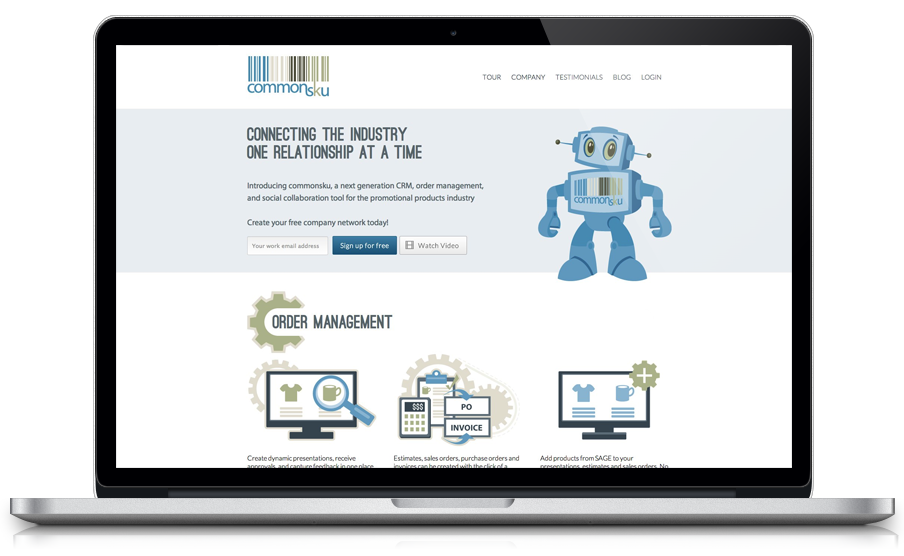 commonsku
TOUR COMPANY TESTIMONIALS BLOG LOGIN
CONNECTING THE INDUSTRY
ONE RELATIONSHIP AT A TIME
Introducing commonsku, a next generation CRM, order management,
and social collaboration tool for the promotional products industry
Create your free company network today!
Your work email address Sign up for free Watch Video
commonsku
ORDER MANAGEMENT
$$$
PO
INVOICE
Create dynamic presentations, receive
approvals, and capture feedback in one place
Estimates, sales orders, purchase orders and
invoices can be created with the click of a
Add products from SAGE to your
presentations, estimates and sales orders. No